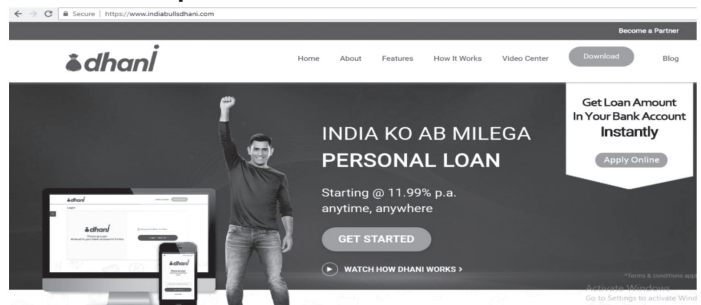 Secure | https://www.indiabullsdhani.com
Become a Partner
dhani
Home About Features How It Works Video Center Download Blog
Get Loan Amount
In Your Bank Account
Instantly
Apply Online
INDIA KO AB MILEGA
PERSONAL LOAN
Starting @ 11.99% p.a.
anytime, anywhere
GET STARTED
WATCH HOW DHANI WORKS >
dhani
Login
dhani
dhani
*Terms & conditions app
Activate Windows
Go to Settings to activate Wind